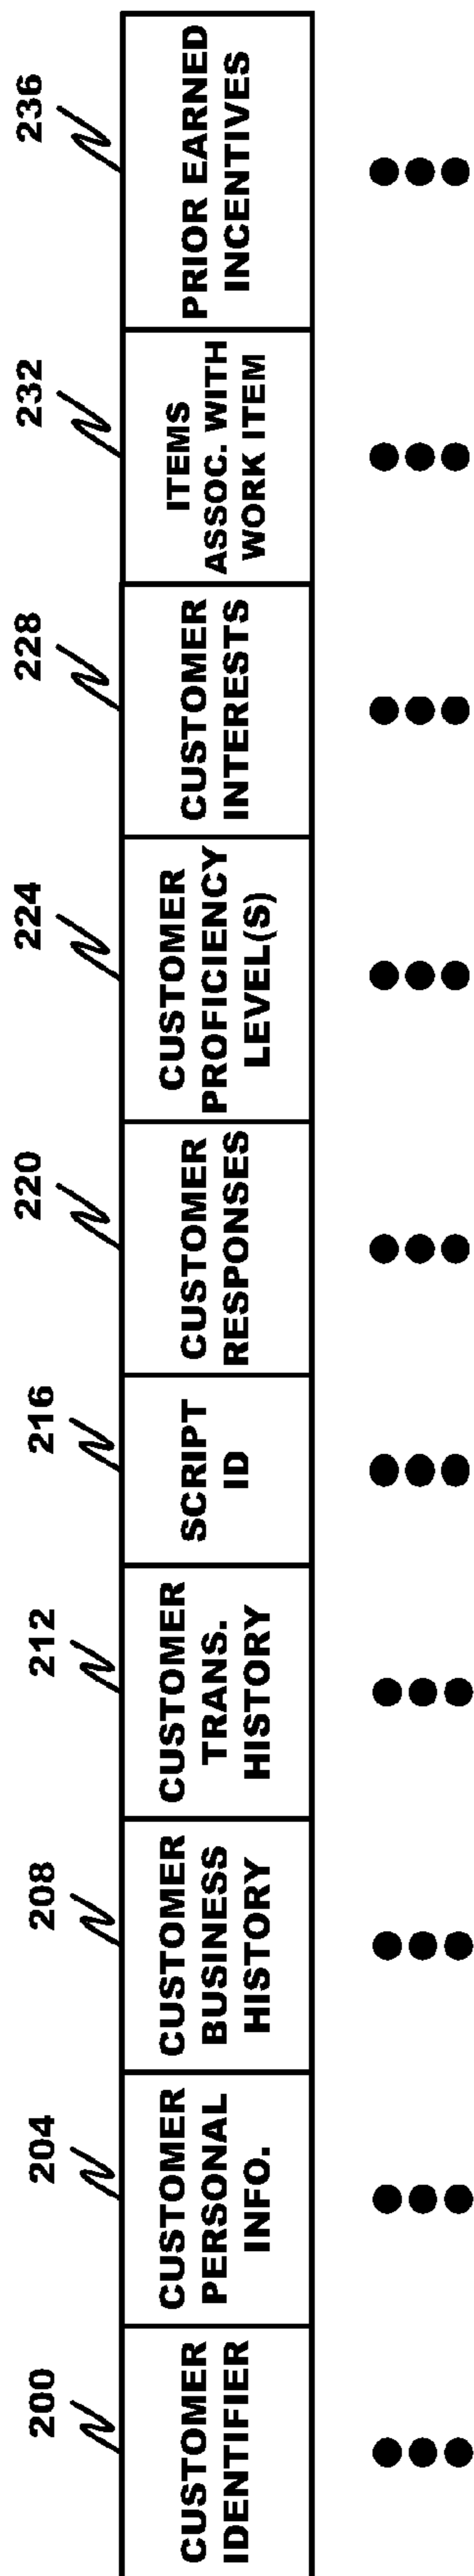 200
204
208
212
216
220
224
228
232
236
CUSTOMER
IDENTIFIER
CUSTOMER
PERSONAL
INFO.
CUSTOMER
BUSINESS
HISTORY
CUSTOMER
TRANS.
HISTORY
SCRIPT
ID
CUSTOMER
RESPONSES
CUSTOMER
PROFICIENCY
LEVEL(S)
CUSTOMER
INTERESTS
ITEMS
ASSOC. WITH
WORK ITEM
PRIOR EARNED
INCENTIVES